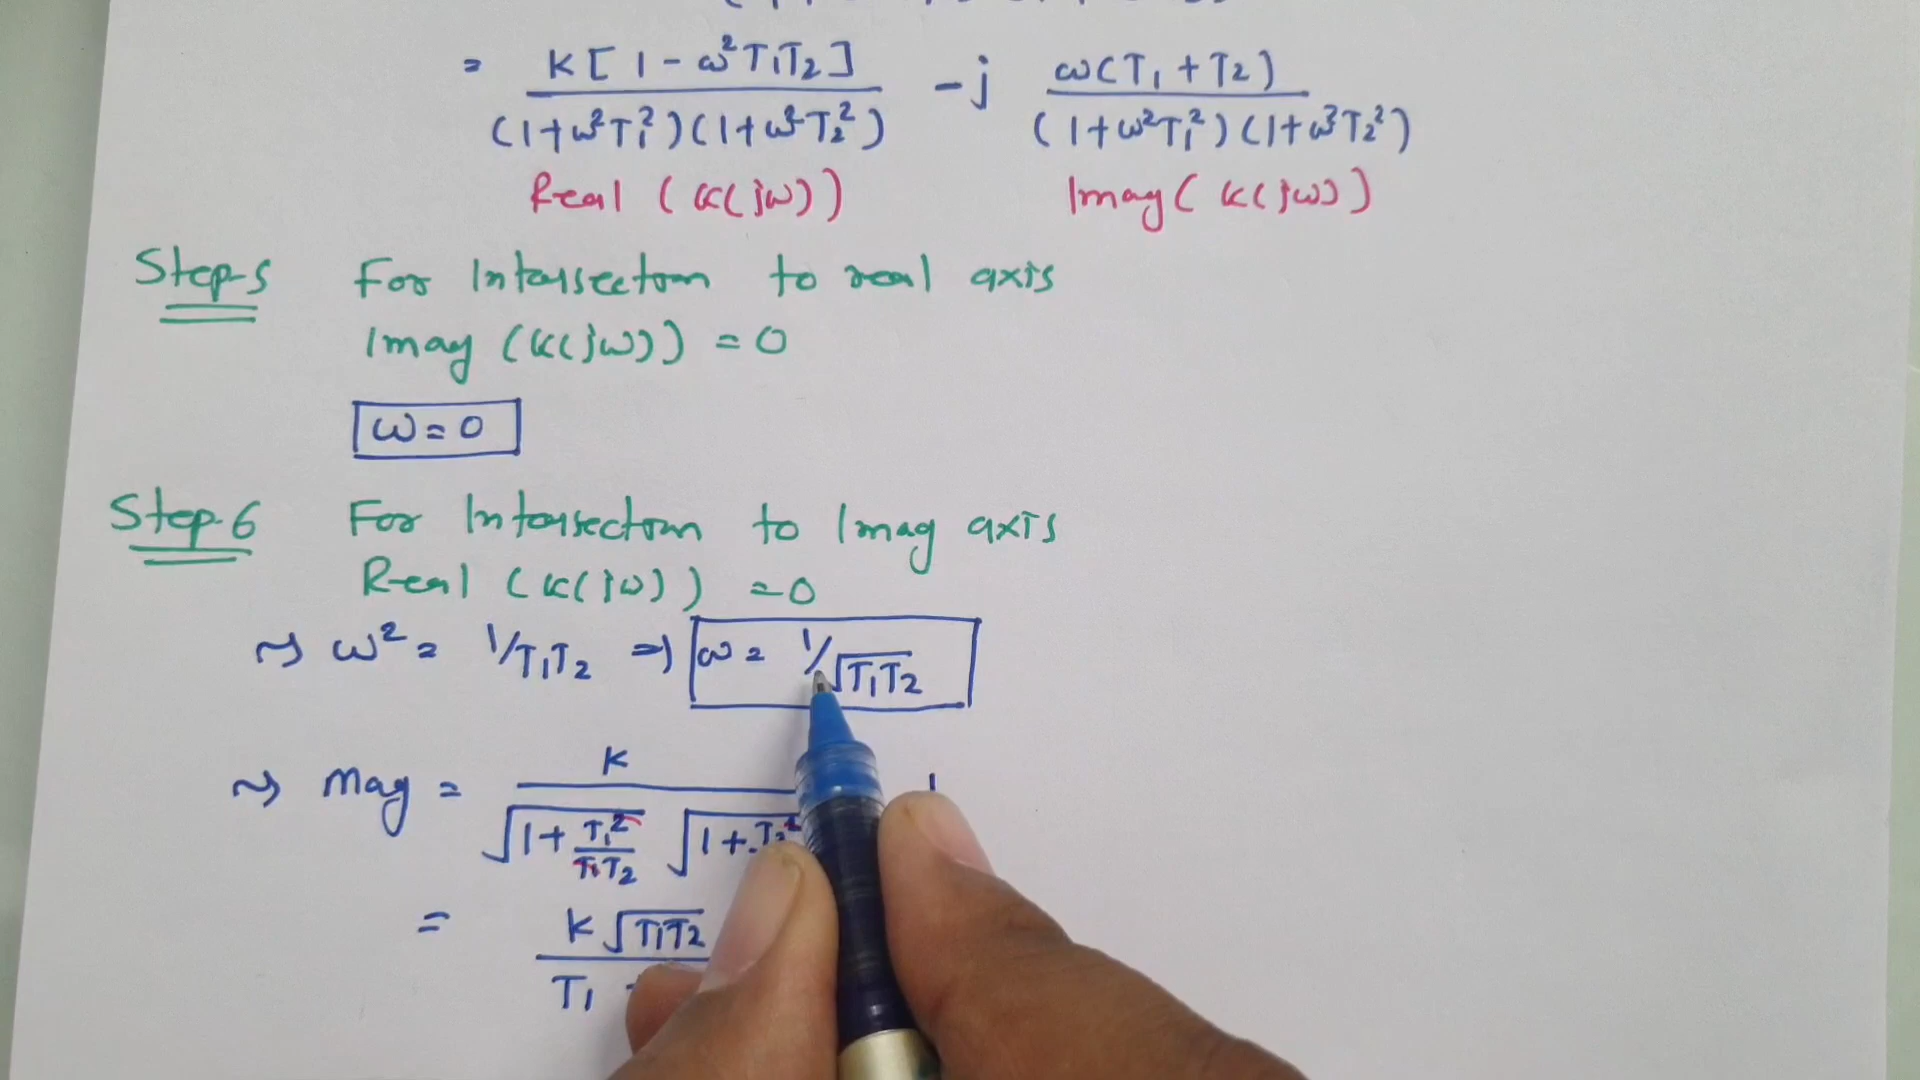 = K[1-ω²T₁T₂] / (1+ω²T₁²)(1+ω²T₂²) -j ω(T₁+T₂) / (1+ω²T₁²)(1+ω²T₂²)
Real (K(jω)) Imag(K(jω))
Step-5 For Intersection to real axis
Imag (K(jω)) = 0
ω=0
Step-6 For Intersection to Imag axis
Real (K(jω)) =0
⇝ ω² = 1/T₁T₂ ⇒ ω = 1/√T₁T₂
⇝ Mag = K / √1+T₁²/T₁T₂ √1+T₂²
= K√T₁T₂ / T₁